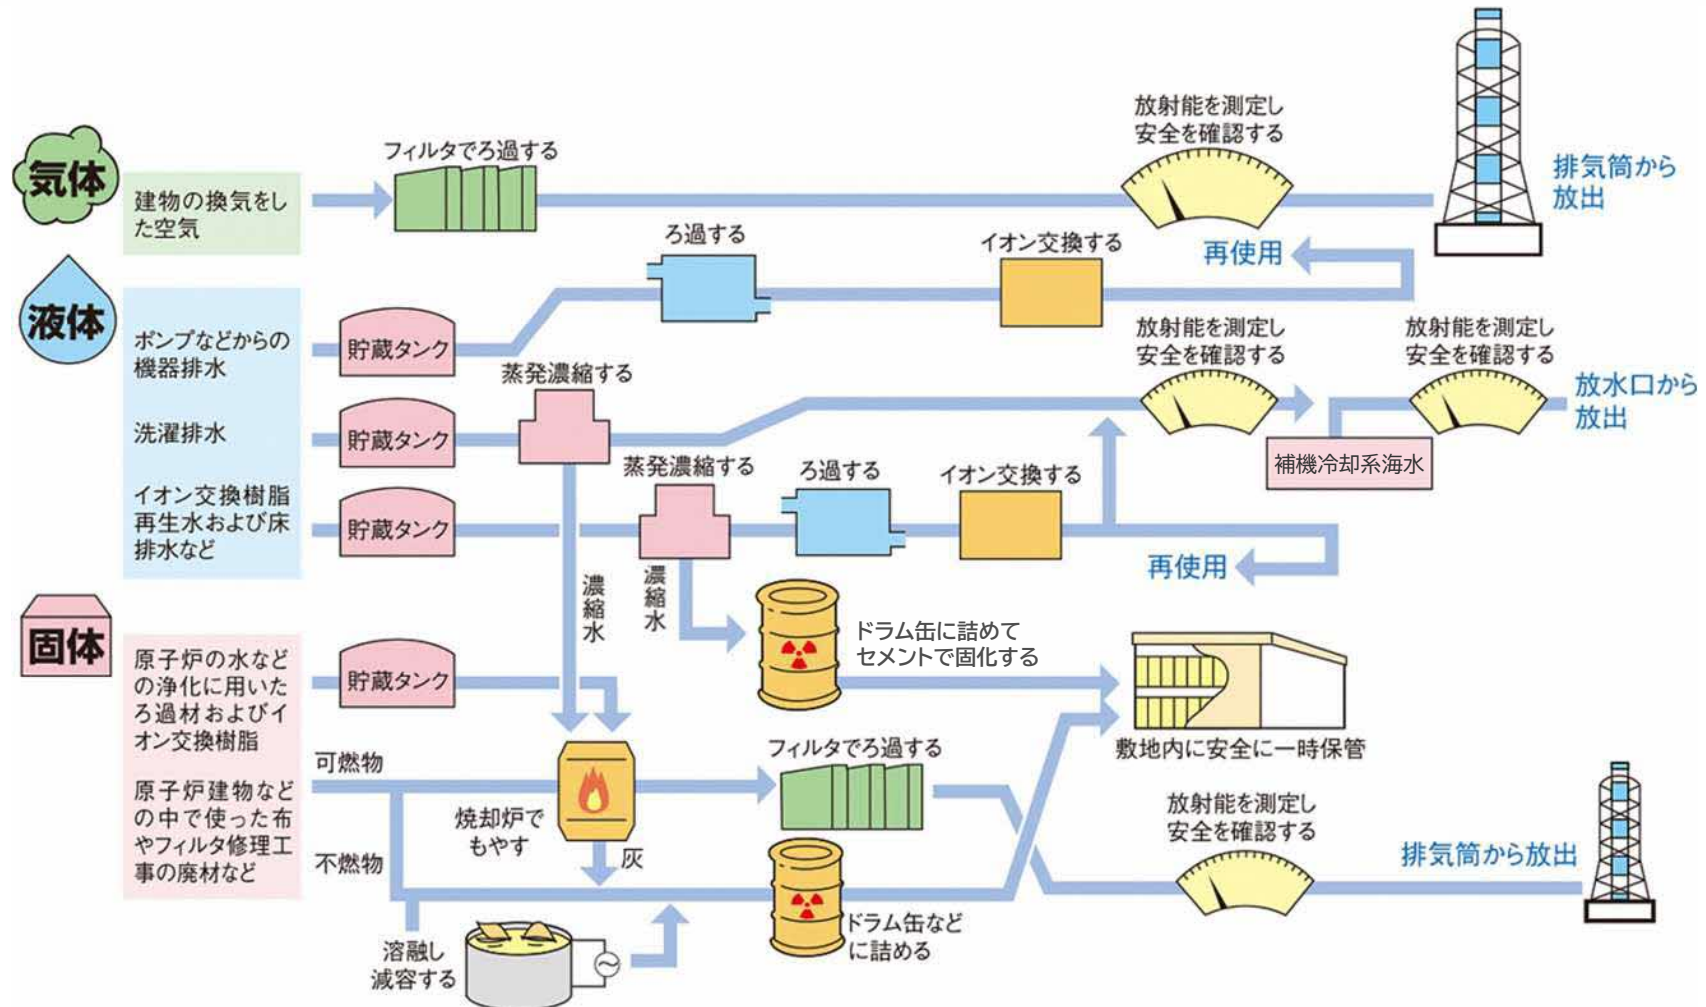 気体
建物の換気をし
た空気
フィルタでろ過する
放射能を測定し
安全を確認する
排気筒から
放出
液体
ポンプなどからの
機器排水
貯蔵タンク
ろ過する
イオン交換する
再使用
洗濯排水
貯蔵タンク
蒸発濃縮する
放射能を測定し
安全を確認する
補機冷却系海水
放射能を測定し
安全を確認する
放水口から
放出
イオン交換樹脂
再生水および床
排水など
貯蔵タンク
蒸発濃縮する
ろ過する
イオン交換する
再使用
濃縮水
濃縮水
ドラム缶に詰めて
セメントで固化する
固体
原子炉の水など
の浄化に用いた
ろ過材およびイ
オン交換樹脂
貯蔵タンク
敷地内に安全に一時保管
原子炉建物など
の中で使った布
やフィルタ修理工
事の廃材など
可燃物
不燃物
焼却炉で
もやす
灰
フィルタでろ過する
放射能を測定し
安全を確認する
排気筒から放出
溶融し
減容する
ドラム缶など
に詰める